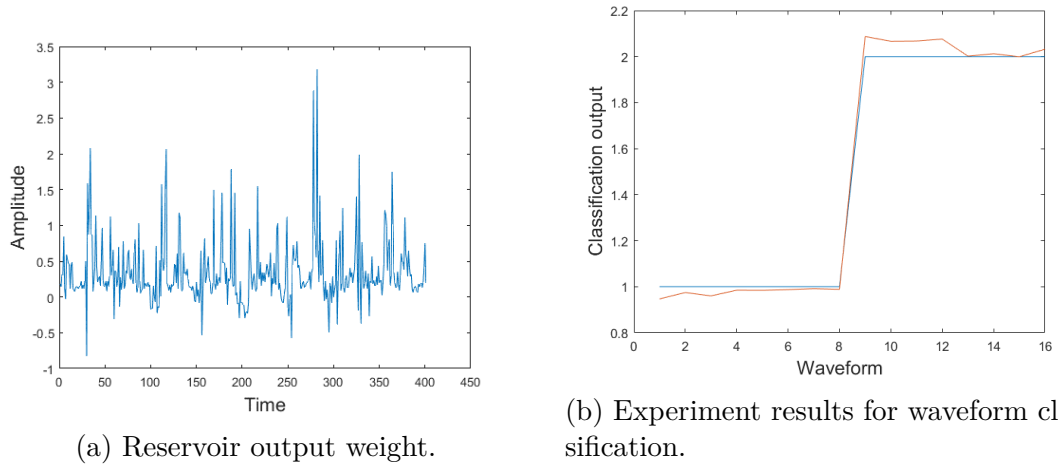 3.5
3
2.5
2
1.5
1
0.5
0
-0.5
-1
Amplitude
0 50 100 150 200 250 300 350 400 450
Time
(a) Reservoir output weight.
2.2
2
1.8
1.6
1.4
1.2
1
0.8
Classification output
0 2 4 6 8 10 12 14 16
Waveform
(b) Experiment results for waveform cl
sification.